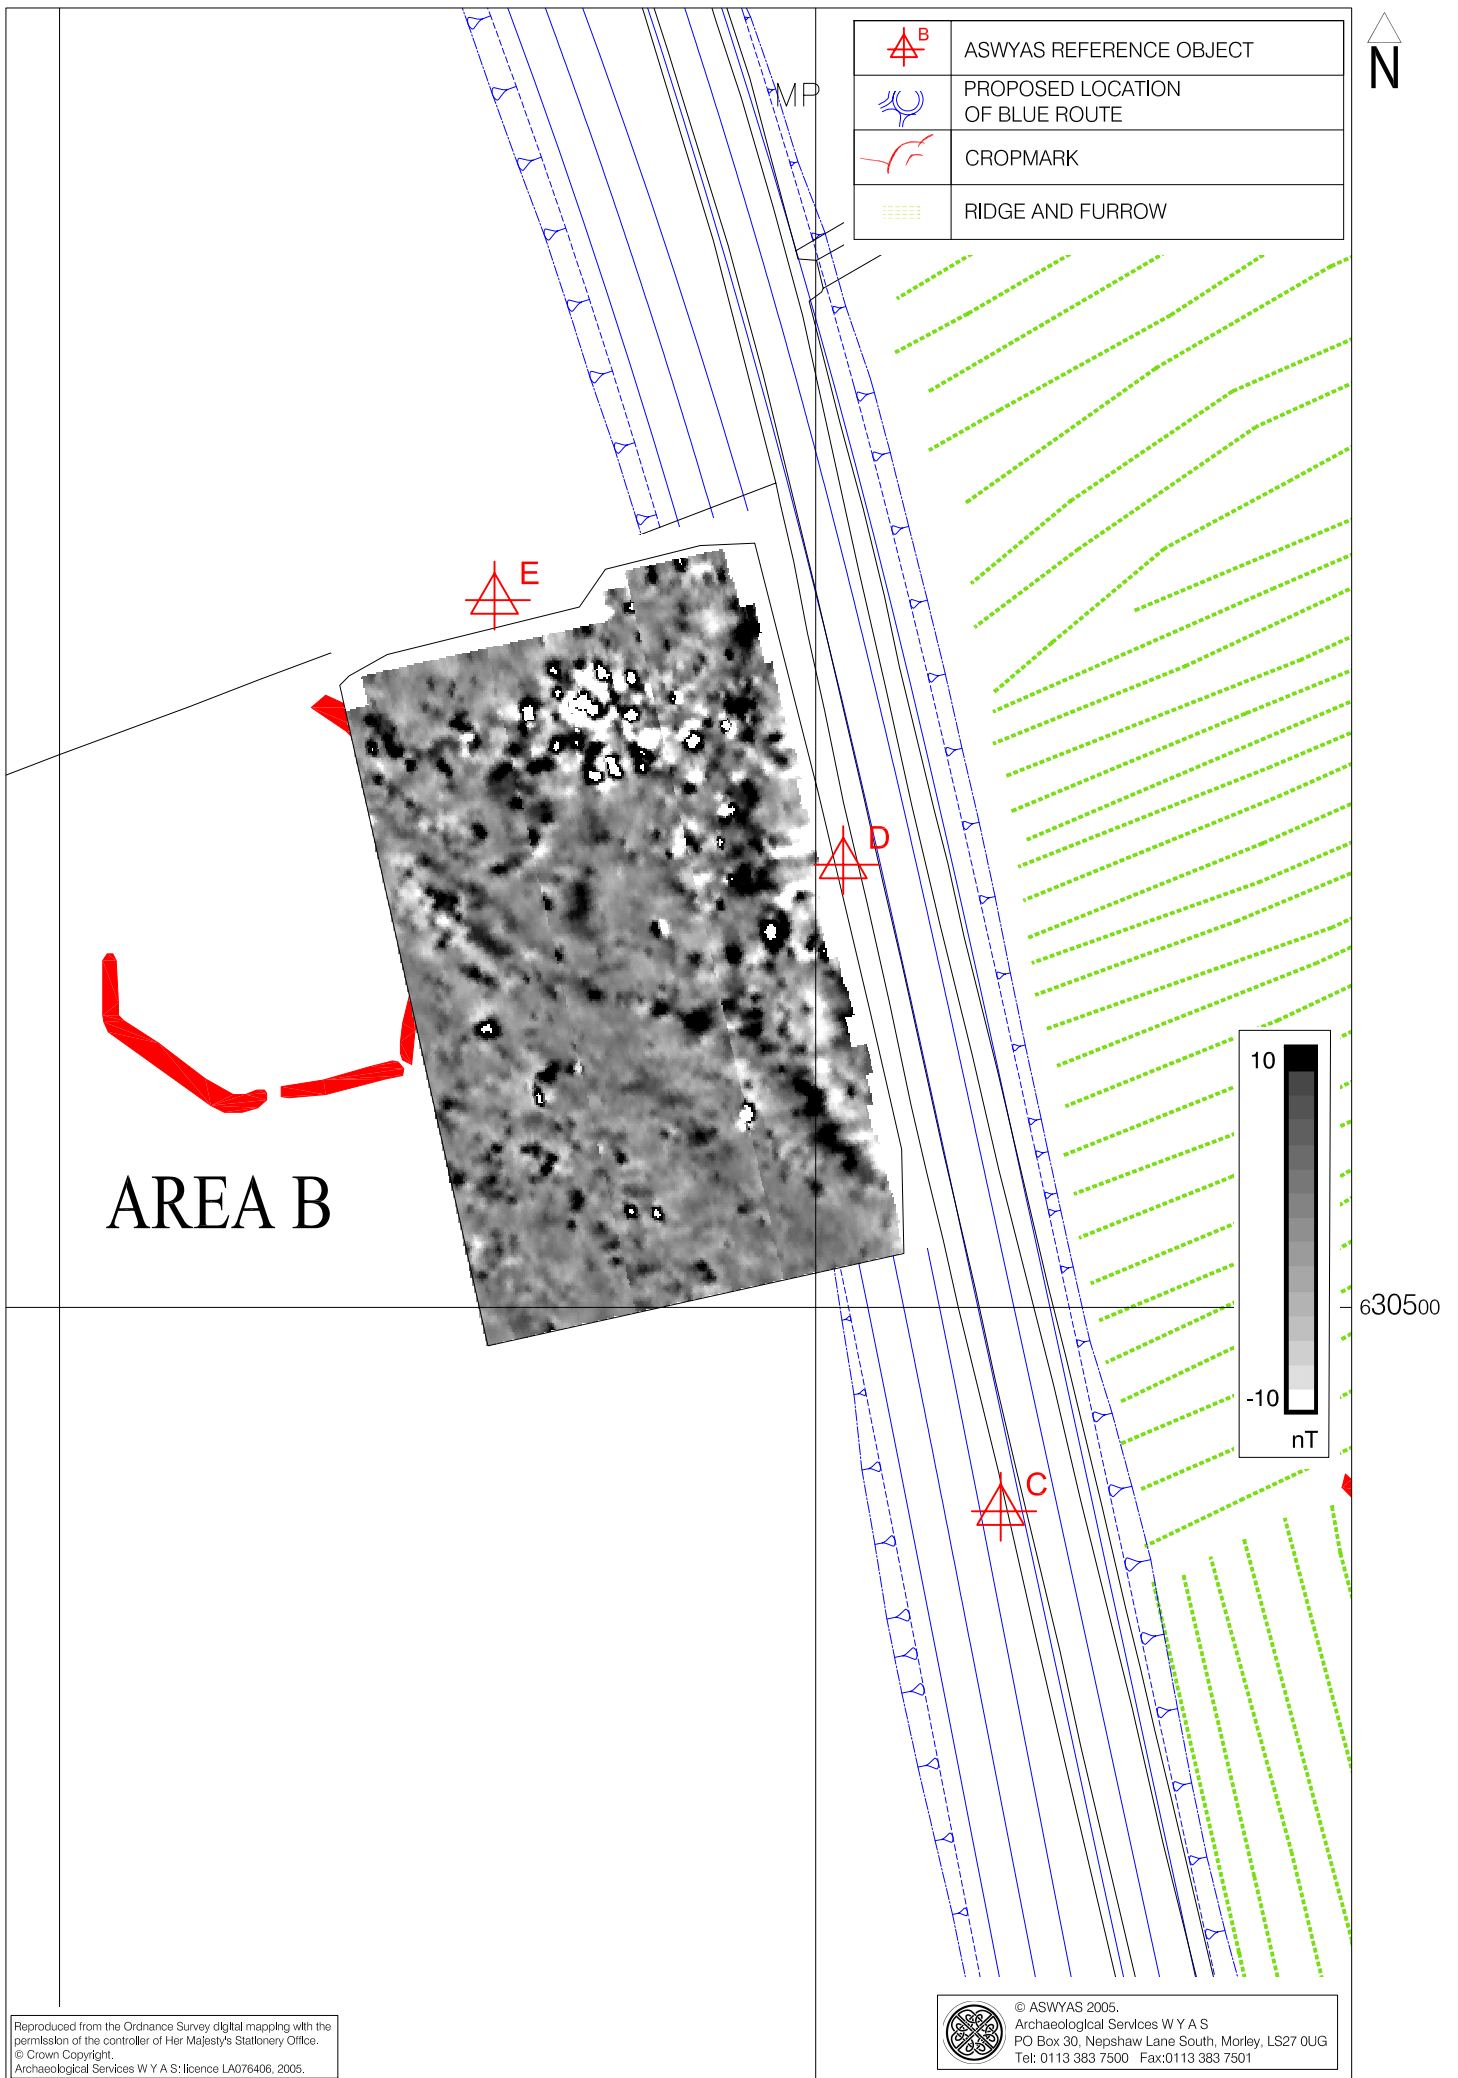 B
ASWYAS REFERENCE OBJECT
PROPOSED LOCATION
OF BLUE ROUTE
CROPMARK
RIDGE AND FURROW
N
MP
E
D
AREA B
10
-10
nT
630500
C
Reproduced from the Ordnance Survey digital mapping with the
permission of the controller of Her Majesty's Stationery Office.
© Crown Copyright.
Archaeological Services W Y A S: licence LA076406, 2005.
© ASWYAS 2005.
Archaeological Services W Y A S
PO Box 30, Nepshaw Lane South, Morley, LS27 0UG
Tel: 0113 383 7500 Fax:0113 383 7501